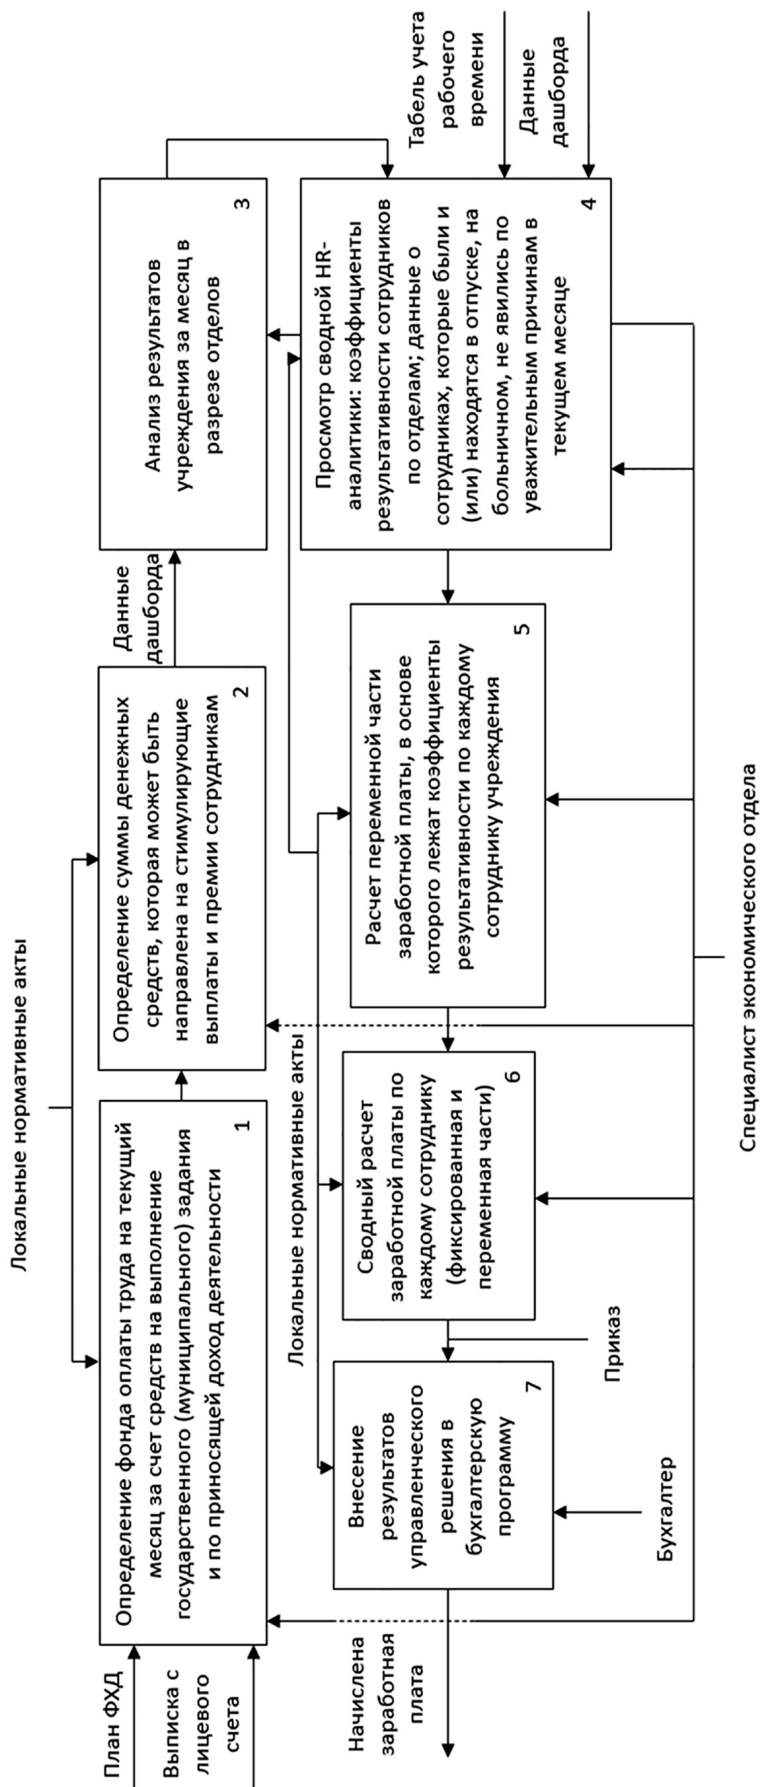 План ФХД
Выписка с
лицевого
счета
Локальные нормативные акты
Определение фонда оплаты труда на текущий
месяц за счет средств на выполнение
государственного (муниципального) задания
и по приносящей доход деятельности
1
Определение суммы денежных
средств, которая может быть
направлена на стимулирующие
выплаты и премии сотрудникам
2
Данные
дашборда
Анализ результатов
учреждения за месяц в
разрезе отделов
3
Табель учета
рабочего
времени
Данные
дашборда
Просмотр сводной HR-
аналитики: коэффициенты
результативности сотрудников
по отделам; данные о
сотрудниках, которые были и
(или) находятся в отпуске, на
больничном, не явились по
уважительным причинам в
текущем месяце
4
Расчет переменной части
заработной платы, в основе
которого лежат коэффициенты
результативности по каждому
сотруднику учреждения
5
Локальные нормативные акты
Сводный расчет
заработной платы по
каждому сотруднику
(фиксированная и
переменная части)
6
Приказ
Внесение
результатов
управленческого
решения в
бухгалтерскую
программу
7
Начислена
заработная
плата
Бухгалтер
Специалист экономического отдела